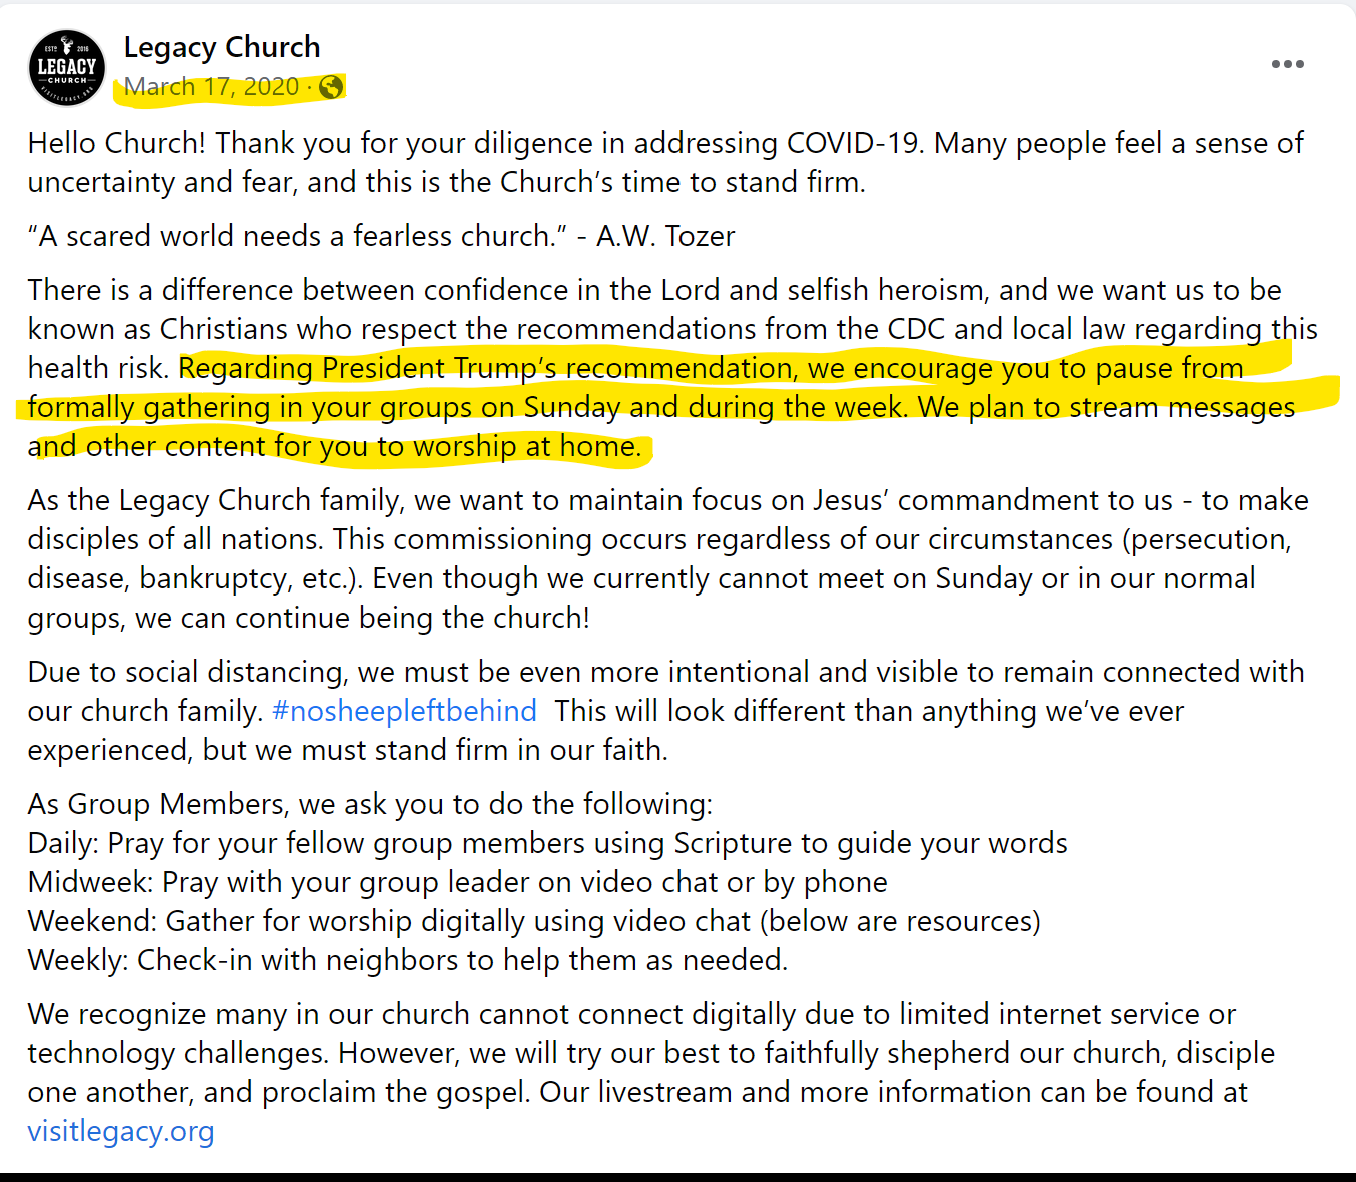 ESTD 2016
LEGACY
CHURCH
VISITLEGACY.ORG
Legacy Church
March 17, 2020 ·
Hello Church! Thank you for your diligence in addressing COVID-19. Many people feel a sense of
uncertainty and fear, and this is the Church’s time to stand firm.
“A scared world needs a fearless church.” - A.W. Tozer
There is a difference between confidence in the Lord and selfish heroism, and we want us to be
known as Christians who respect the recommendations from the CDC and local law regarding this
health risk. Regarding President Trump’s recommendation, we encourage you to pause from
formally gathering in your groups on Sunday and during the week. We plan to stream messages
and other content for you to worship at home.
As the Legacy Church family, we want to maintain focus on Jesus’ commandment to us - to make
disciples of all nations. This commissioning occurs regardless of our circumstances (persecution,
disease, bankruptcy, etc.). Even though we currently cannot meet on Sunday or in our normal
groups, we can continue being the church!
Due to social distancing, we must be even more intentional and visible to remain connected with
our church family. #nosheepleftbehind This will look different than anything we’ve ever
experienced, but we must stand firm in our faith.
As Group Members, we ask you to do the following:
Daily: Pray for your fellow group members using Scripture to guide your words
Midweek: Pray with your group leader on video chat or by phone
Weekend: Gather for worship digitally using video chat (below are resources)
Weekly: Check-in with neighbors to help them as needed.
We recognize many in our church cannot connect digitally due to limited internet service or
technology challenges. However, we will try our best to faithfully shepherd our church, disciple
one another, and proclaim the gospel. Our livestream and more information can be found at
visitlegacy.org